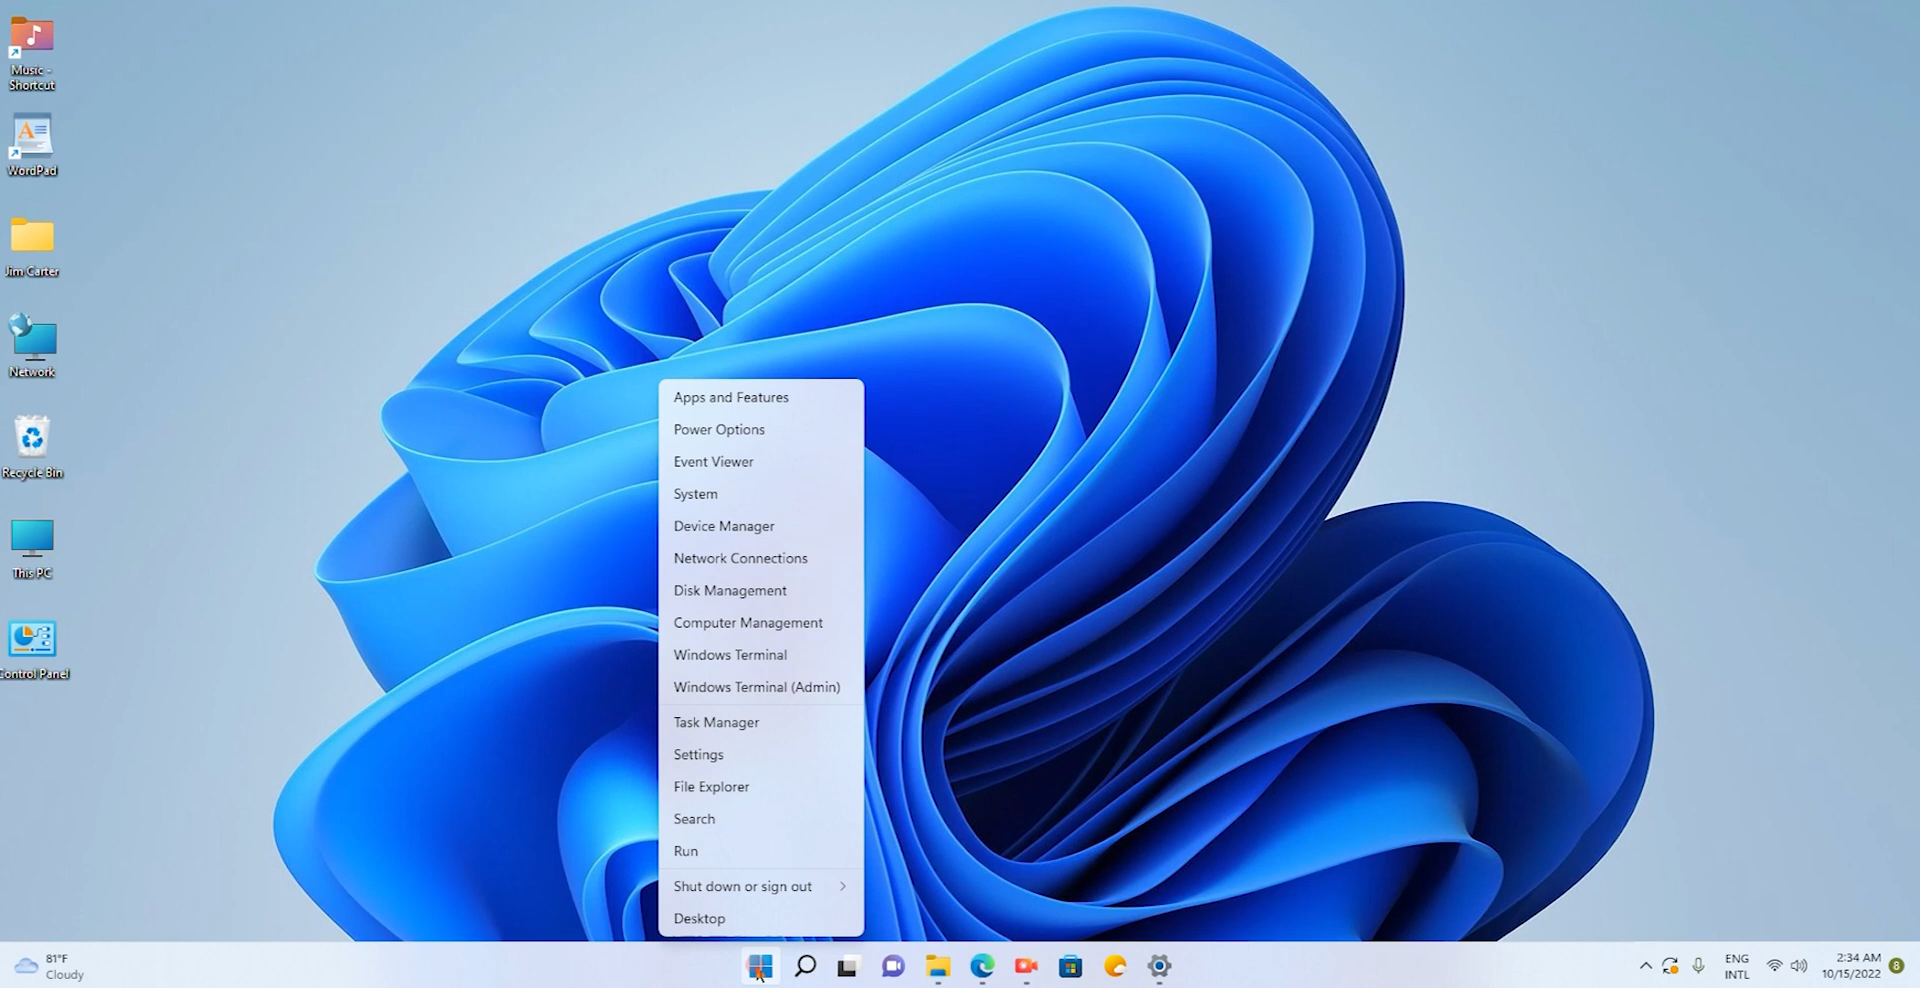 Music -
Shortcut
WordPad
Jim Carter
Network
Recycle Bin
This PC
Control Panel
Apps and Features
Power Options
Event Viewer
System
Device Manager
Network Connections
Disk Management
Computer Management
Windows Terminal
Windows Terminal (Admin)
Task Manager
Settings
File Explorer
Search
Run
Shut down or sign out
Desktop
81°F
Cloudy
ENG
INTL
2:34 AM
10/15/2022
8